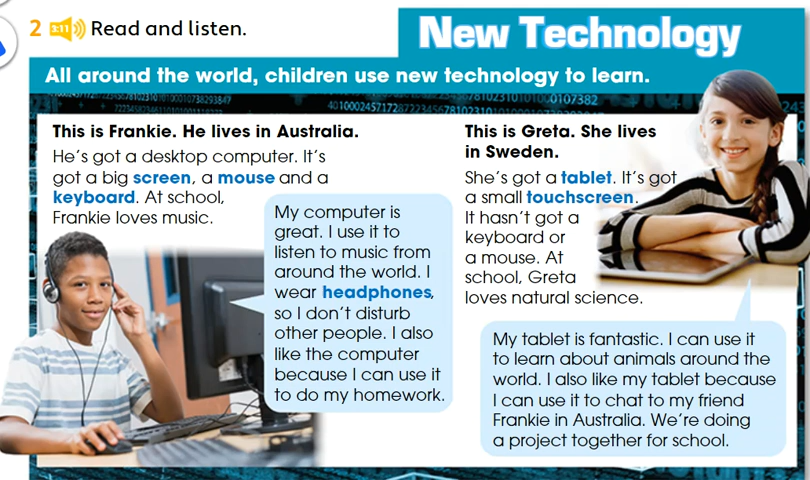 2 3:11 Read and listen.
New Technology
All around the world, children use new technology to learn.
This is Frankie. He lives in Australia.
He's got a desktop computer. It's
got a big screen, a mouse and a
keyboard. At school,
Frankie loves music.
My computer is
great. I use it to
listen to music from
around the world. I
wear headphones,
so I don't disturb
other people. I also
like the computer
because I can use it
to do my homework.
This is Greta. She lives
in Sweden.
She's got a tablet. It's got
a small touchscreen.
It hasn't got a
keyboard or
a mouse. At
school, Greta
loves natural science.
My tablet is fantastic. I can use it
to learn about animals around the
world. I also like my tablet because
I can use it to chat to my friend
Frankie in Australia. We're doing
a project together for school.